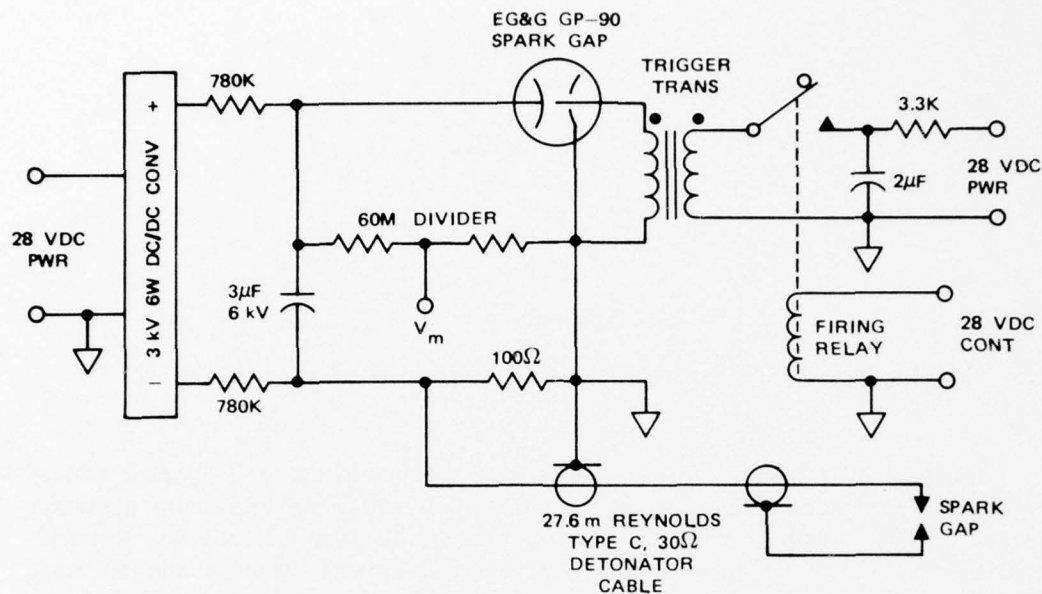 EG&G GP-90
SPARK GAP
780K
TRIGGER
TRANS
+
3.3K
28 VDC
PWR
3 kV 6W DC/DC CONV
60M DIVIDER
2µF
28 VDC
PWR
3µF
6 kV
Vm
FIRING
RELAY
28 VDC
CONT
100Ω
−
780K
27.6 m REYNOLDS
TYPE C, 30Ω
DETONATOR
CABLE
SPARK
GAP